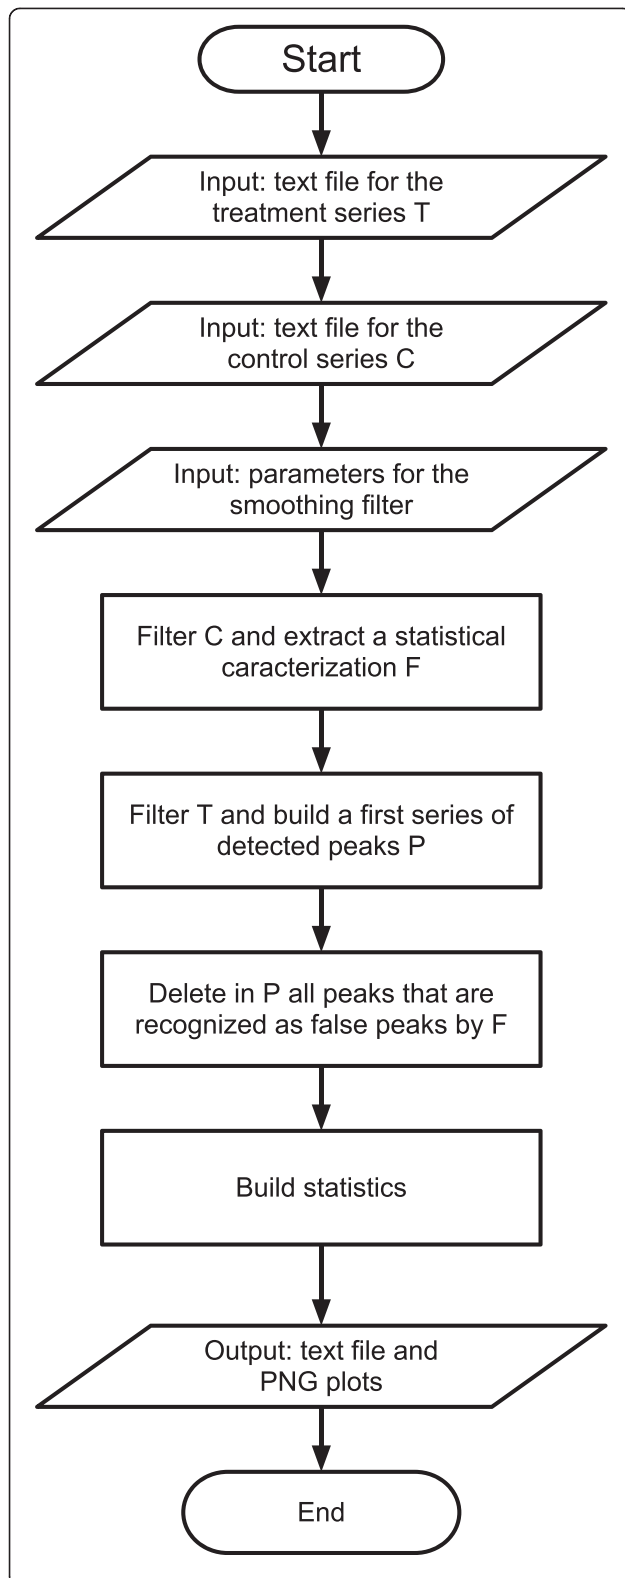 Start
Input: text file for the
treatment series T
Input: text file for the
control series C
Input: parameters for the
smoothing filter
Filter C and extract a statistical
caracterization F
Filter T and build a first series of
detected peaks P
Delete in P all peaks that are
recognized as false peaks by F
Build statistics
Output: text file and
PNG plots
End